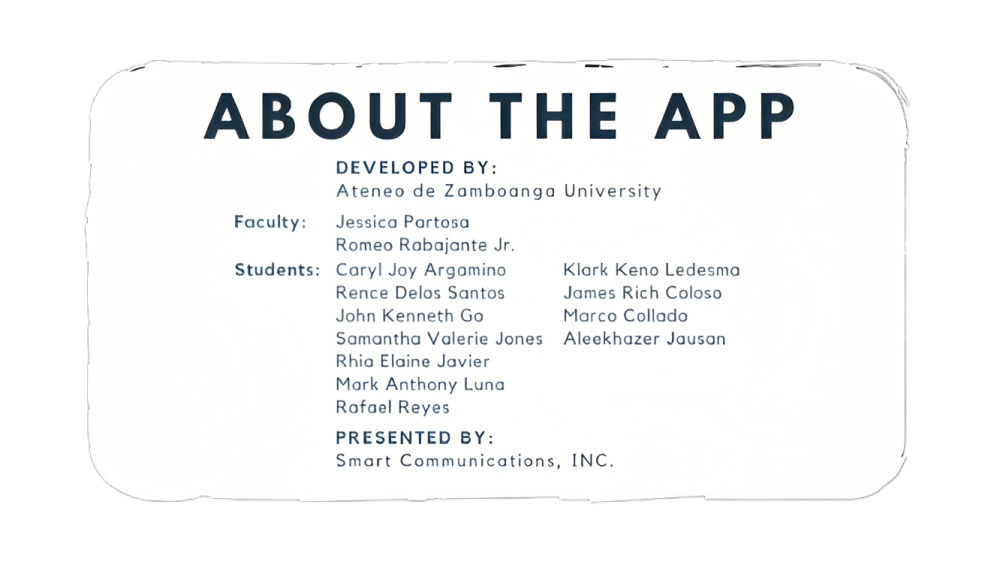 ABOUT THE APP
DEVELOPED BY:
Ateneo de Zamboanga University
Faculty: Jessica Partosa
Romeo Rabajante Jr.
Students: Caryl Joy Argamino Klark Keno Ledesma
Rence Delos Santos James Rich Coloso
John Kenneth Go Marco Collado
Samantha Valerie Jones Aleekhazer Jausan
Rhia Elaine Javier
Mark Anthony Luna
Rafael Reyes
PRESENTED BY:
Smart Communications, INC.